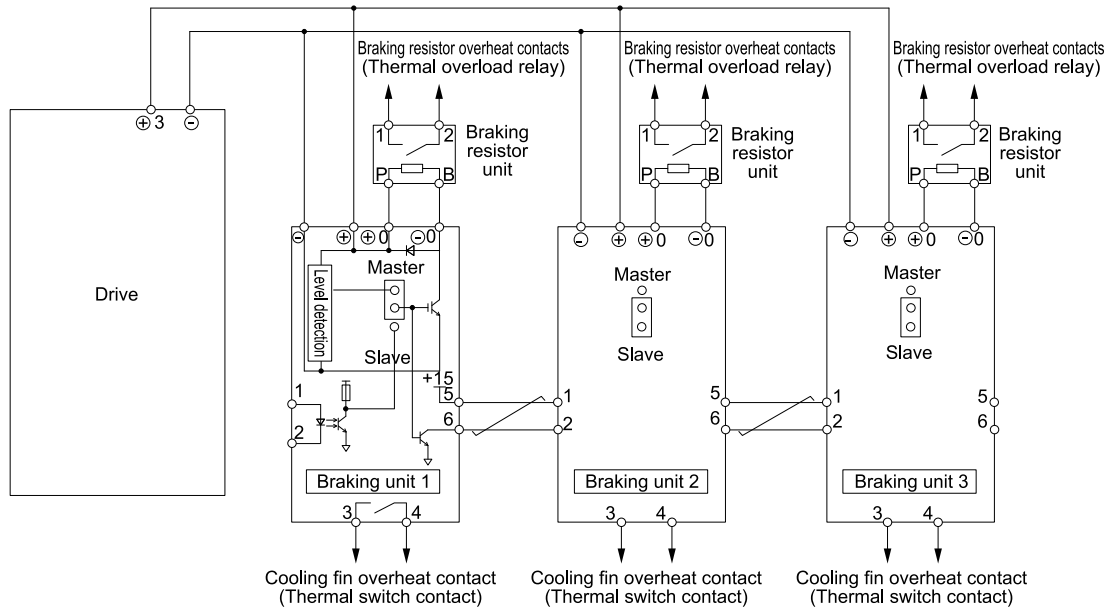 Braking resistor overheat contacts
(Thermal overload relay)
Braking resistor overheat contacts
(Thermal overload relay)
Braking resistor overheat contacts
(Thermal overload relay)
⊕3 ⊖
1 2
P B
Braking
resistor
unit
1 2
P B
Braking
resistor
unit
1 2
P B
Braking
resistor
unit
Drive
⊖ ⊕ ⊕0 ⊖0
Master
Level detection
Slave
+15
1
2
5
6
Braking unit 1
3 4
⊖ ⊕ ⊕0 ⊖0
Master
Slave
1
2
5
6
Braking unit 2
3 4
⊖ ⊕ ⊕0 ⊖0
Master
Slave
1
2
5
6
Braking unit 3
3 4
Cooling fin overheat contact
(Thermal switch contact)
Cooling fin overheat contact
(Thermal switch contact)
Cooling fin overheat contact
(Thermal switch contact)